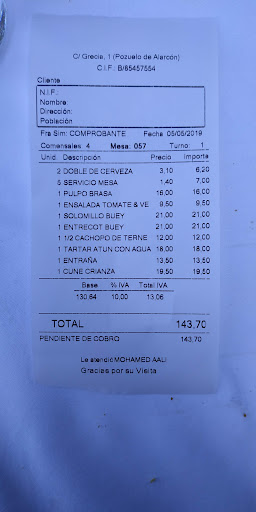 C/ Grecia, 1 (Pozuelo de Alarcón)
C.I.F.: B/85457554
Cliente
N.I.F.:
Nombre:
Dirección:
Población
Fra Sim: COMPROBANTE Fecha 05/05/2019
Comensales: 4 Mesa: 057 Turno: 1
Unid. Descripción Precio Importe
2 DOBLE DE CERVEZA 3,10 6,20
5 SERVICIO MESA 1,40 7,00
1 PULPO BRASA 16,00 16,00
1 ENSALADA TOMATE & VE 9,50 9,50
1 SOLOMILLO BUEY 21,00 21,00
1 ENTRECOT BUEY 21,00 21,00
1 1/2 CACHOPO DE TERNE 12,00 12,00
1 TARTAR ATUN CON AGUA 18,00 18,00
1 ENTRAÑA 13,50 13,50
1 CUNE CRIANZA 19,50 19,50
Base % IVA Total IVA
130,64 10,00 13,06
TOTAL 143,70
PENDIENTE DE COBRO 143,70
Le atendió MOHAMED AALI
Gracias por su Visita